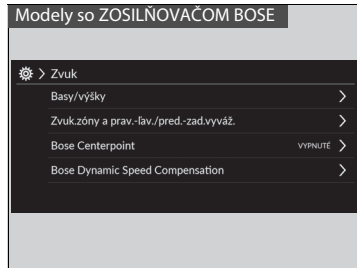 Modely so ZOSILŇOVAČOM BOSE
> Zvuk
Basy/výšky >
Zvuk.zóny a prav.-ľav./pred.-zad.vyváž. >
Bose Centerpoint VYPNUTÉ >
Bose Dynamic Speed Compensation >